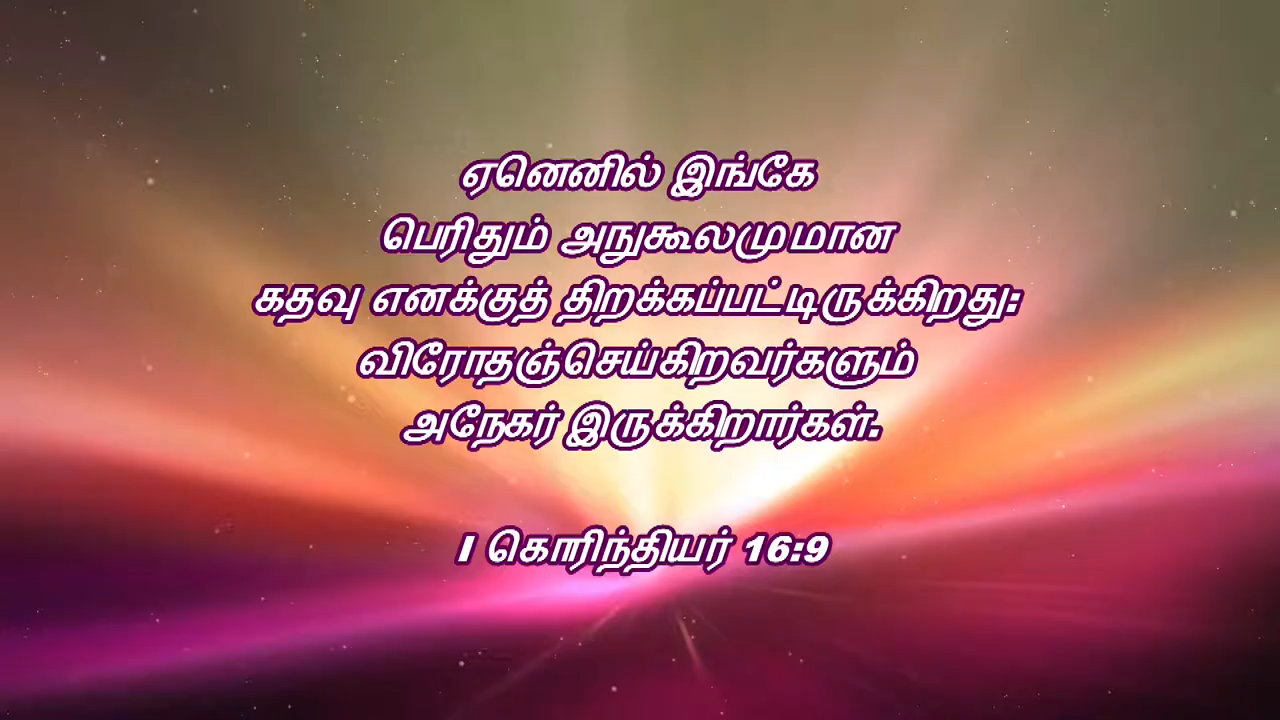 ஏனெனில் இங்கே
பெரிதும் அநுகூலமுமான
கதவு எனக்குத் திறக்கப்பட்டிருக்கிறது:
விரோதஞ்செய்கிறவர்களும்
அநேகர் இருக்கிறார்கள்.
I கொரிந்தியர் 16:9